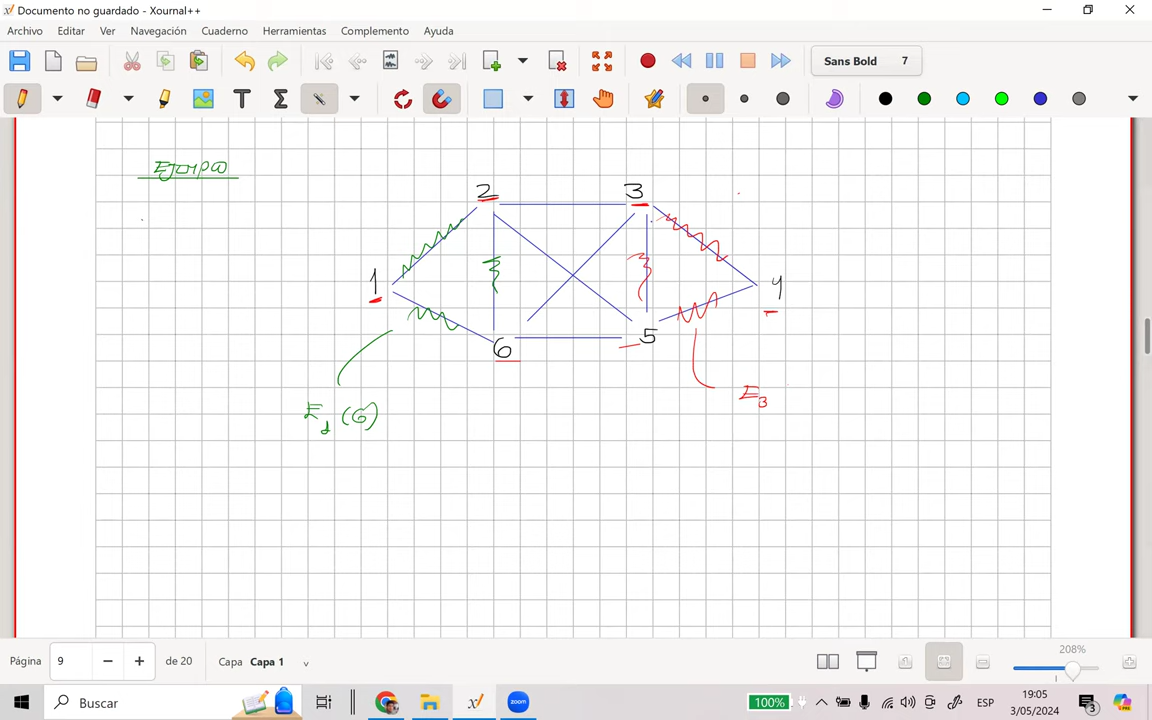 Documento no guardado - Xournal++
Archivo Editar Ver Navegación Cuaderno Herramientas Complemento Ayuda
Sans Bold 7
EJEMPLO
2 3
1 4
6 5
E1 (G) E3
Página 9 de 20 Capa Capa 1 208%
Buscar zoom 100% ESP 19:05
3/05/2024 3